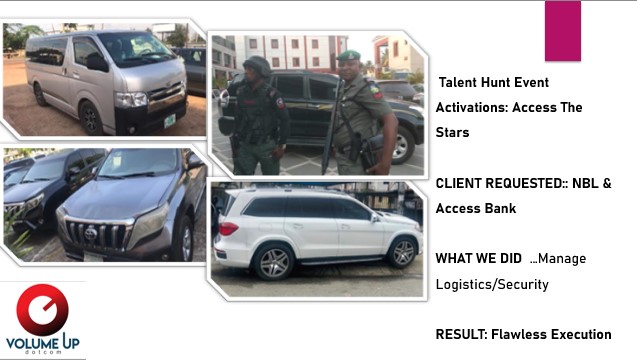 Talent Hunt Event
Activations: Access The
Stars
CLIENT REQUESTED:: NBL &
Access Bank
WHAT WE DID ...Manage
Logistics/Security
RESULT: Flawless Execution
VOLUME UP
dotcom